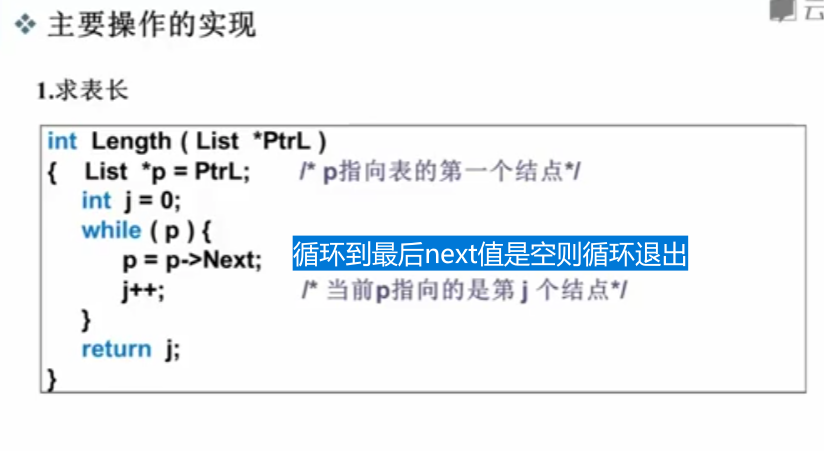 ❖ 主要操作的实现
云
1.求表长
int Length ( List *PtrL )
{ List *p = PtrL; /* p指向表的第一个结点*/
int j = 0;
while ( p ) {
p = p->Next; 循环到最后next值是空则循环退出
j++; /* 当前p指向的是第 j 个结点*/
}
return j;
}